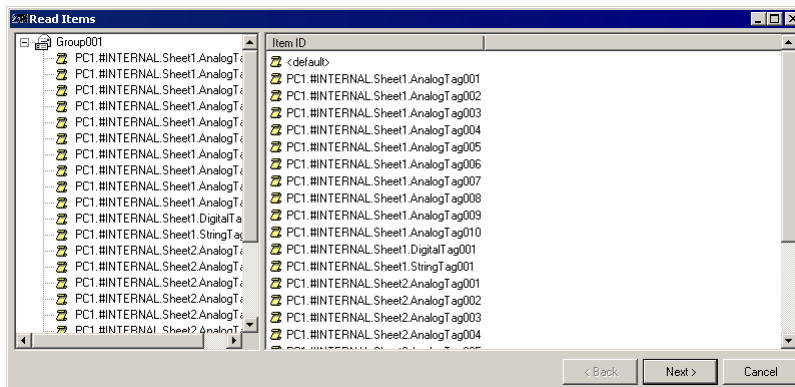 Read Items
Group001
PC1.#INTERNAL.Sheet1.AnalogTa
PC1.#INTERNAL.Sheet1.AnalogTa
PC1.#INTERNAL.Sheet1.AnalogTa
PC1.#INTERNAL.Sheet1.AnalogTa
PC1.#INTERNAL.Sheet1.AnalogTa
PC1.#INTERNAL.Sheet1.AnalogTa
PC1.#INTERNAL.Sheet1.AnalogTa
PC1.#INTERNAL.Sheet1.AnalogTa
PC1.#INTERNAL.Sheet1.AnalogTa
PC1.#INTERNAL.Sheet1.AnalogTa
PC1.#INTERNAL.Sheet1.DigitalTa
PC1.#INTERNAL.Sheet1.StringTag
PC1.#INTERNAL.Sheet2.AnalogTa
PC1.#INTERNAL.Sheet2.AnalogTa
PC1.#INTERNAL.Sheet2.AnalogTa
PC1.#INTERNAL.Sheet2.AnalogTa
PC1.#INTERNAL.Sheet2.AnalogTa
PC1.#INTERNAL.Sheet2.AnalogTa
Item ID
<default>
PC1.#INTERNAL.Sheet1.AnalogTag001
PC1.#INTERNAL.Sheet1.AnalogTag002
PC1.#INTERNAL.Sheet1.AnalogTag003
PC1.#INTERNAL.Sheet1.AnalogTag004
PC1.#INTERNAL.Sheet1.AnalogTag005
PC1.#INTERNAL.Sheet1.AnalogTag006
PC1.#INTERNAL.Sheet1.AnalogTag007
PC1.#INTERNAL.Sheet1.AnalogTag008
PC1.#INTERNAL.Sheet1.AnalogTag009
PC1.#INTERNAL.Sheet1.AnalogTag010
PC1.#INTERNAL.Sheet1.DigitalTag001
PC1.#INTERNAL.Sheet1.StringTag001
PC1.#INTERNAL.Sheet2.AnalogTag001
PC1.#INTERNAL.Sheet2.AnalogTag002
PC1.#INTERNAL.Sheet2.AnalogTag003
PC1.#INTERNAL.Sheet2.AnalogTag004
< Back
Next >
Cancel